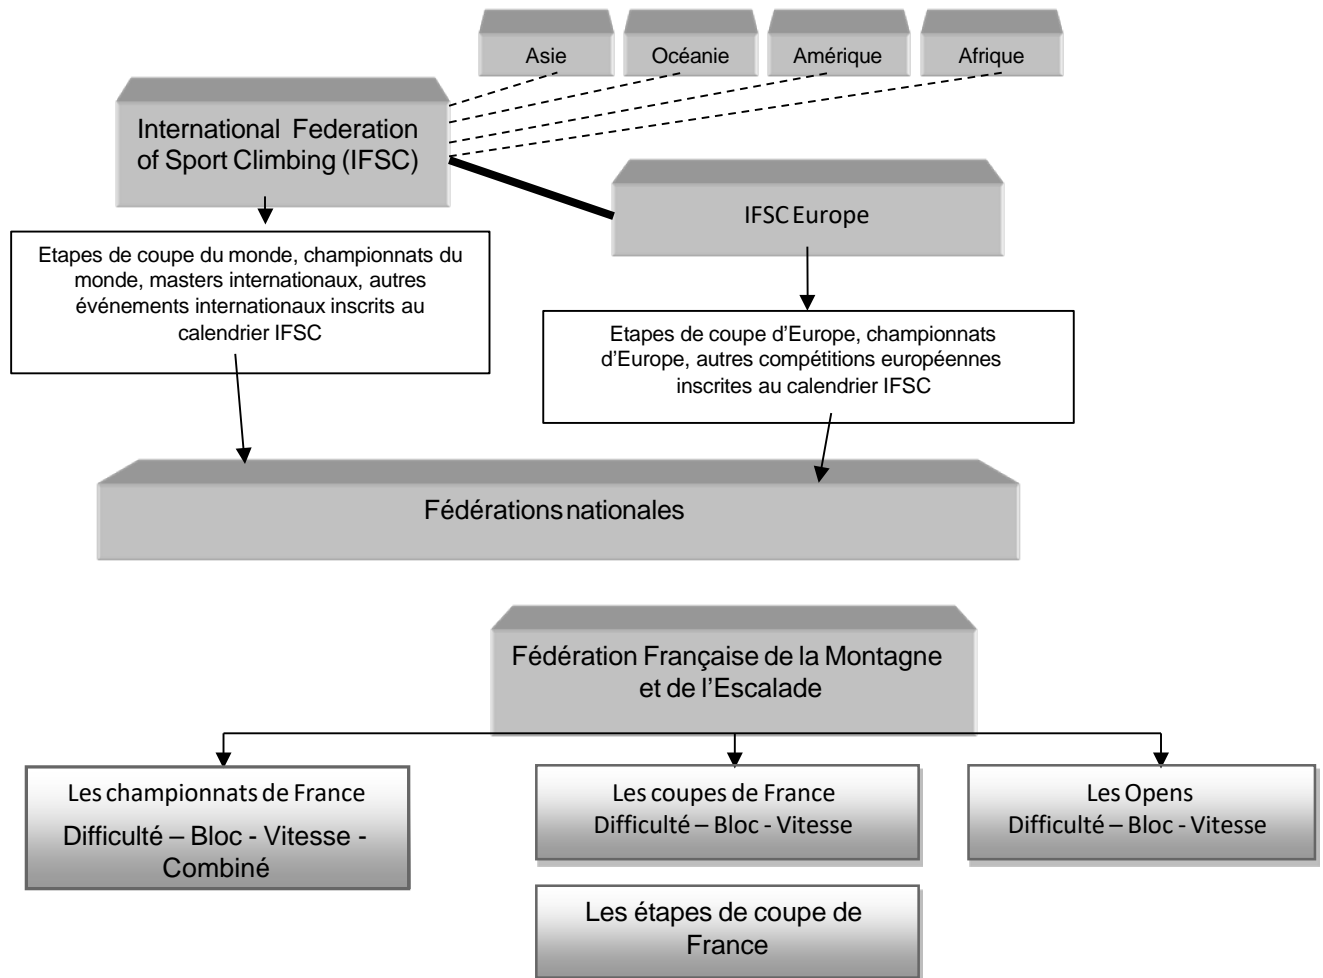 Asie
Océanie
Amérique
Afrique
International Federation
of Sport Climbing (IFSC)
IFSC Europe
Etapes de coupe du monde, championnats du
monde, masters internationaux, autres
événements internationaux inscrits au
calendrier IFSC
Etapes de coupe d’Europe, championnats
d’Europe, autres compétitions européennes
inscrites au calendrier IFSC
Fédérations nationales
Fédération Française de la Montagne
et de l’Escalade
Les championnats de France
Difficulté – Bloc - Vitesse -
Combiné
Les coupes de France
Difficulté – Bloc - Vitesse
Les Opens
Difficulté – Bloc - Vitesse
Les étapes de coupe de
France